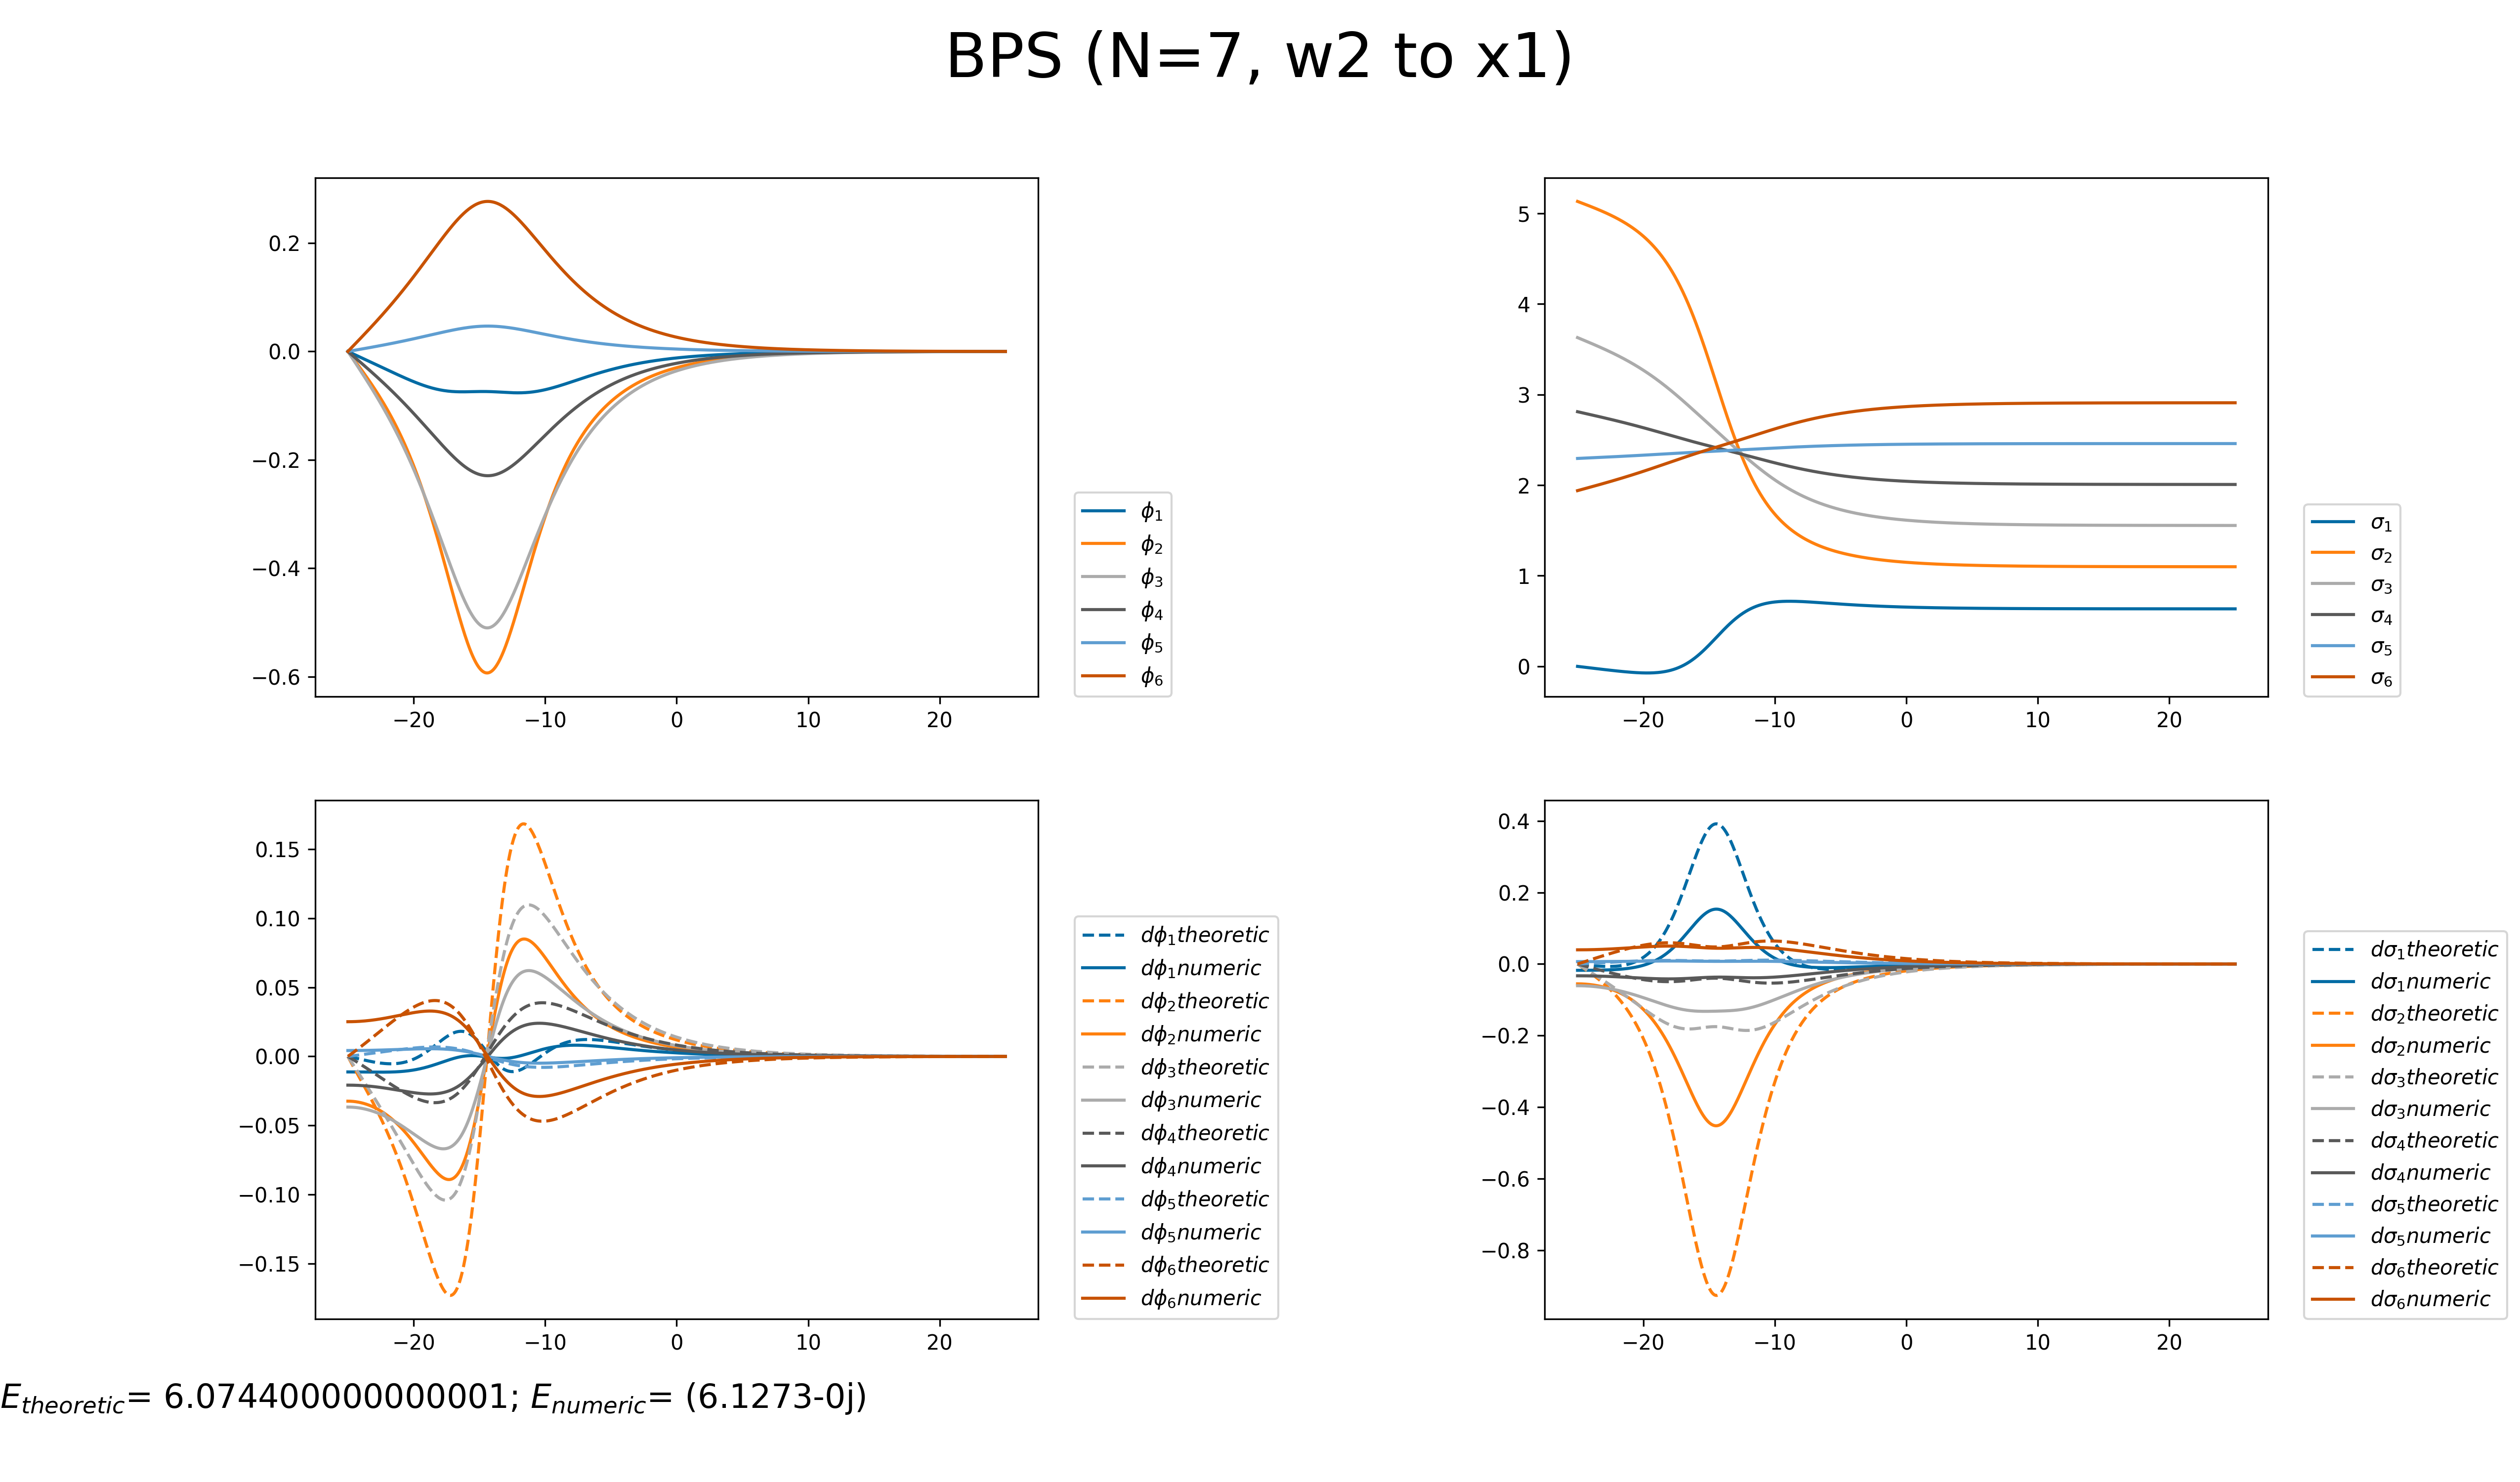 BPS (N=7, w2 to x1)
0.2
0.0
−0.2
−0.4
−0.6
−20 −10 0 10 20
ϕ1
ϕ2
ϕ3
ϕ4
ϕ5
ϕ6
5
4
3
2
1
0
−20 −10 0 10 20
σ1
σ2
σ3
σ4
σ5
σ6
0.15
0.10
0.05
0.00
−0.05
−0.10
−0.15
−20 −10 0 10 20
dϕ1theoretic
dϕ1numeric
dϕ2theoretic
dϕ2numeric
dϕ3theoretic
dϕ3numeric
dϕ4theoretic
dϕ4numeric
dϕ5theoretic
dϕ5numeric
dϕ6theoretic
dϕ6numeric
0.4
0.2
0.0
−0.2
−0.4
−0.6
−0.8
−20 −10 0 10 20
dσ1theoretic
dσ1numeric
dσ2theoretic
dσ2numeric
dσ3theoretic
dσ3numeric
dσ4theoretic
dσ4numeric
dσ5theoretic
dσ5numeric
dσ6theoretic
dσ6numeric
Etheoretic= 6.074400000000001; Enumeric= (6.1273-0j)